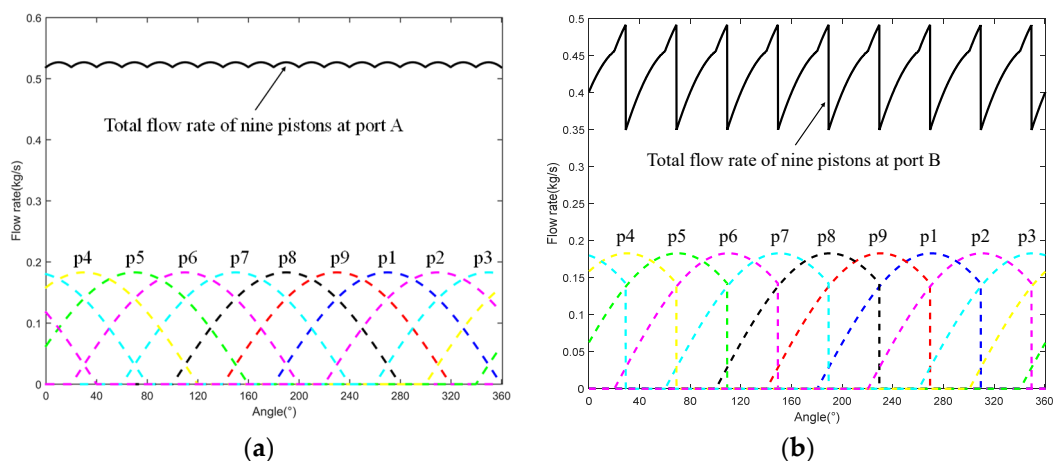 0.6
0.5
0.4
0.3
0.2
0.1
0
Flow rate(kg/s)
Total flow rate of nine pistons at port A
p4 p5 p6 p7 p8 p9 p1 p2 p3
0 40 80 120 160 200 240 280 320 360
Angle(°)
(a)
0.5
0.45
0.4
0.35
0.3
0.25
0.2
0.15
0.1
0.05
0
Flow rate(kg/s)
Total flow rate of nine pistons at port B
p4 p5 p6 p7 p8 p9 p1 p2 p3
0 40 80 120 160 200 240 280 320 360
Angle(°)
(b)